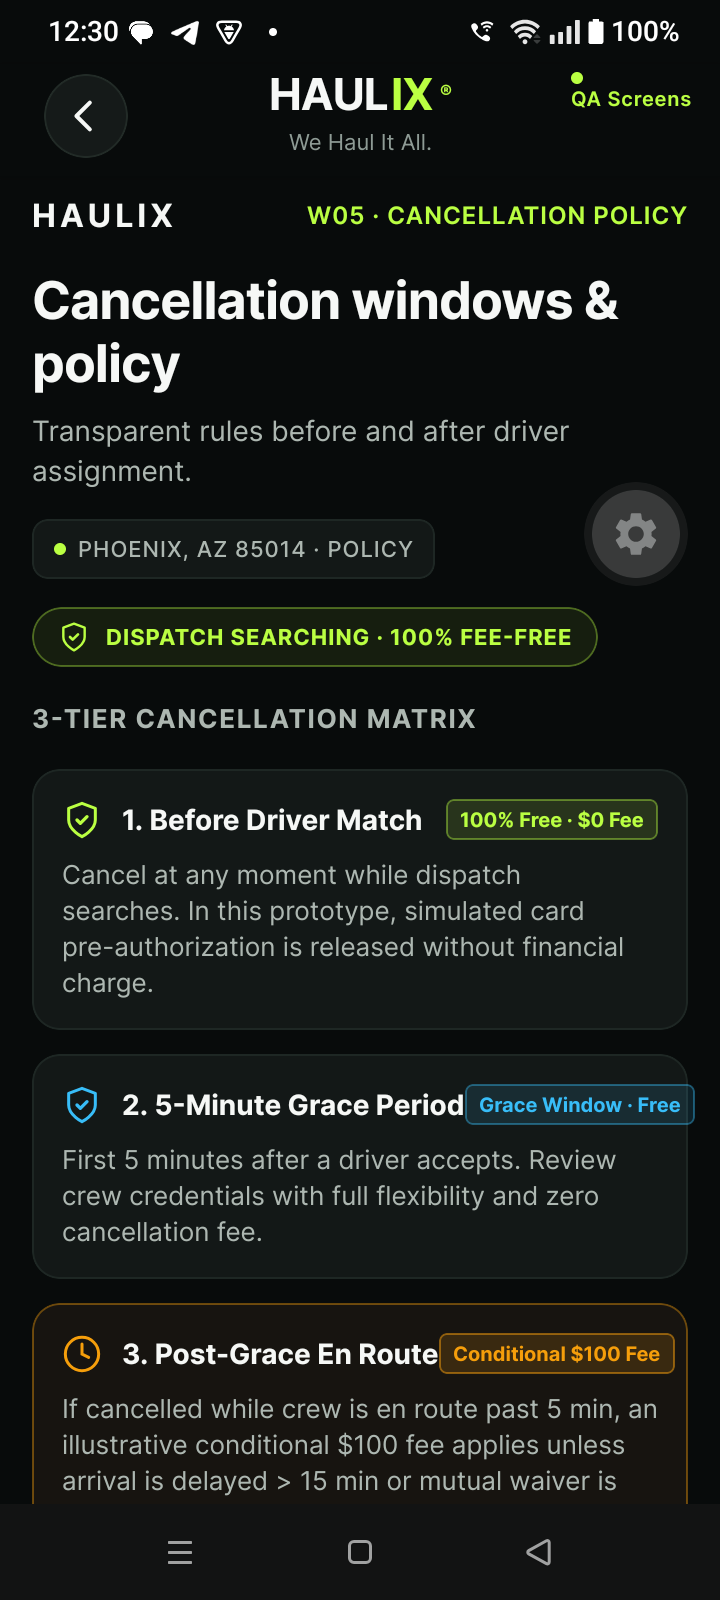 12:30
100%
HAULIX ®
We Haul It All.
QA Screens
HAULIX
W05 · CANCELLATION POLICY
Cancellation windows &
policy
Transparent rules before and after driver
assignment.
PHOENIX, AZ 85014 · POLICY
DISPATCH SEARCHING · 100% FEE-FREE
3-TIER CANCELLATION MATRIX
1. Before Driver Match
100% Free · $0 Fee
Cancel at any moment while dispatch
searches. In this prototype, simulated card
pre-authorization is released without financial
charge.
2. 5-Minute Grace Period
Grace Window · Free
First 5 minutes after a driver accepts. Review
crew credentials with full flexibility and zero
cancellation fee.
3. Post-Grace En Route
Conditional $100 Fee
If cancelled while crew is en route past 5 min, an
illustrative conditional $100 fee applies unless
arrival is delayed > 15 min or mutual waiver is